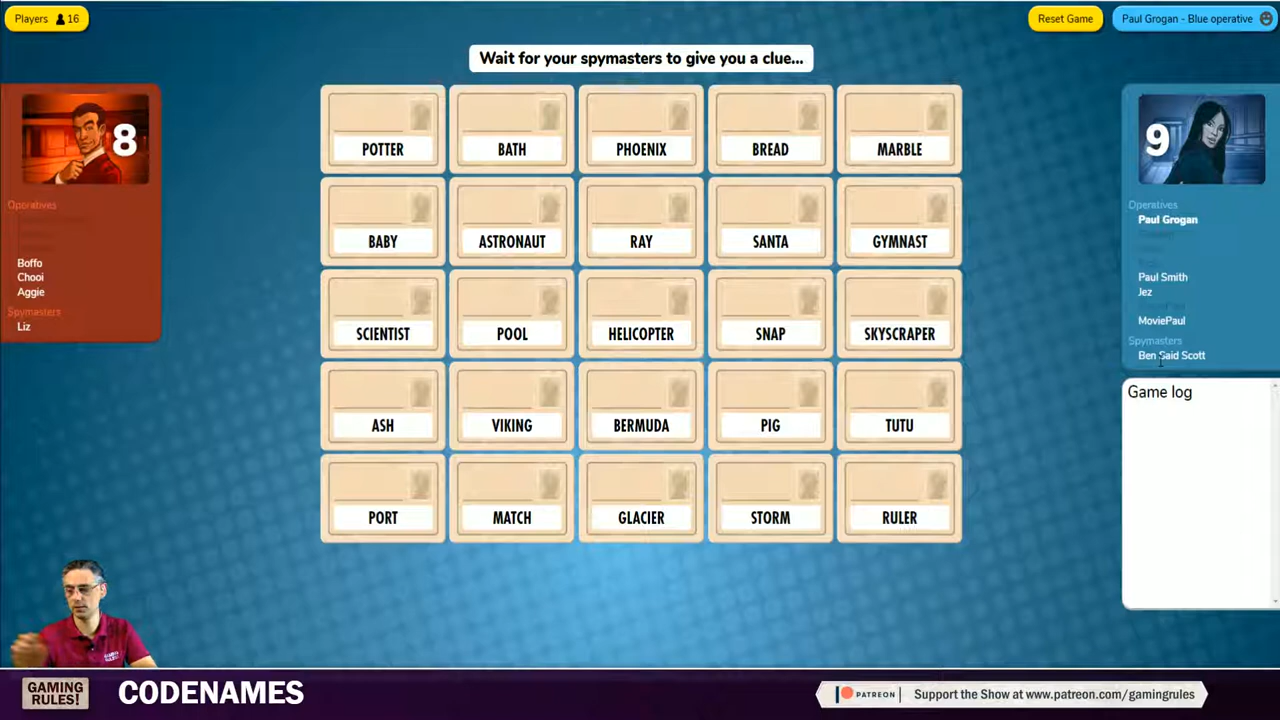 Players 16
Reset Game
Paul Grogan - Blue operative
Wait for your spymasters to give you a clue...
8
Operatives
Boffo
Chooi
Aggie
Spymasters
Liz
POTTER
BATH
PHOENIX
BREAD
MARBLE
BABY
ASTRONAUT
RAY
SANTA
GYMNAST
SCIENTIST
POOL
HELICOPTER
SNAP
SKYSCRAPER
ASH
VIKING
BERMUDA
PIG
TUTU
PORT
MATCH
GLACIER
STORM
RULER
9
Operatives
Paul Grogan
Paul Smith
Jez
MoviePaul
Spymasters
Ben Said Scott
Game log
GAMING
RULES!
CODENAMES
PATREON
Support the Show at www.patreon.com/gamingrules